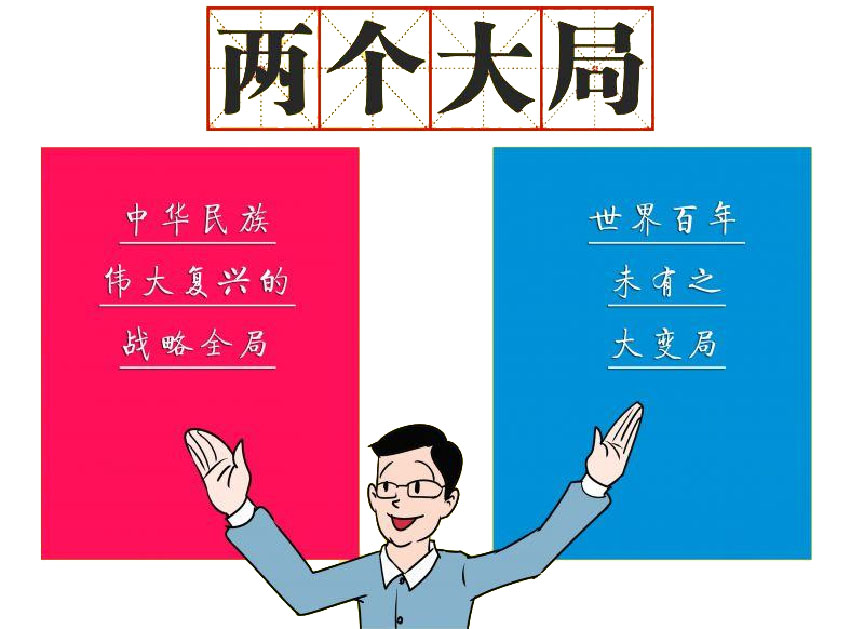 两个大局
中华民族
伟大复兴的
战略全局
世界百年
未有之
大变局